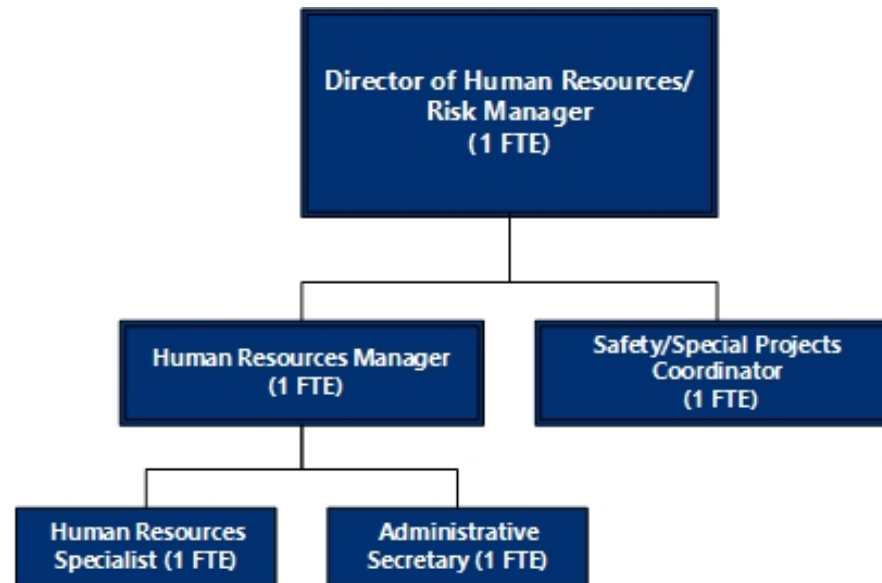 Director of Human Resources/
Risk Manager
(1 FTE)
Human Resources Manager
(1 FTE)
Safety/Special Projects
Coordinator
(1 FTE)
Human Resources
Specialist (1 FTE)
Administrative
Secretary (1 FTE)